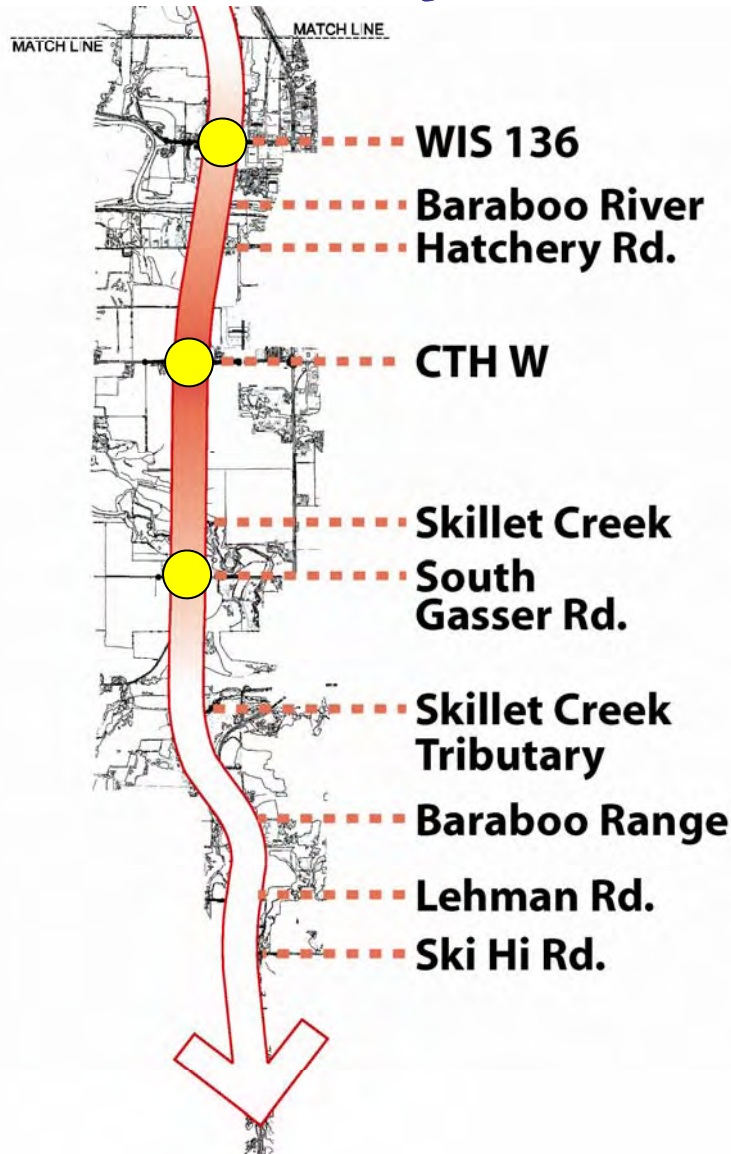 MATCH LINE
MATCH LINE
WIS 136
Baraboo River
Hatchery Rd.
CTH W
Skillet Creek
South
Gasser Rd.
Skillet Creek
Tributary
Baraboo Range
Lehman Rd.
Ski Hi Rd.